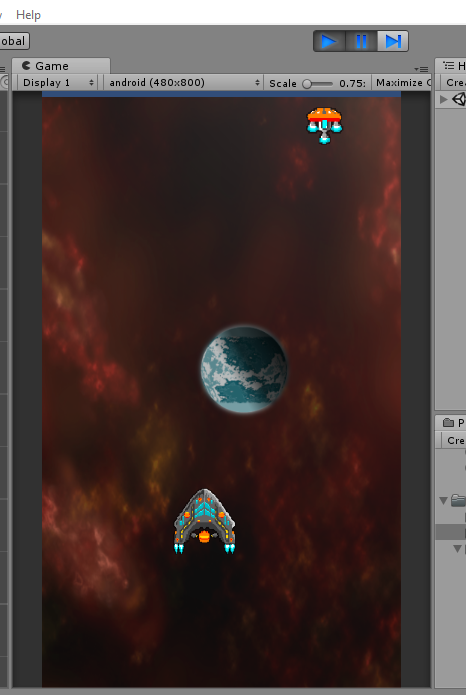 Help
obal
Game
Display 1
android (480x800)
Scale
0.75:
Maximize
H
Crea
P
Cre